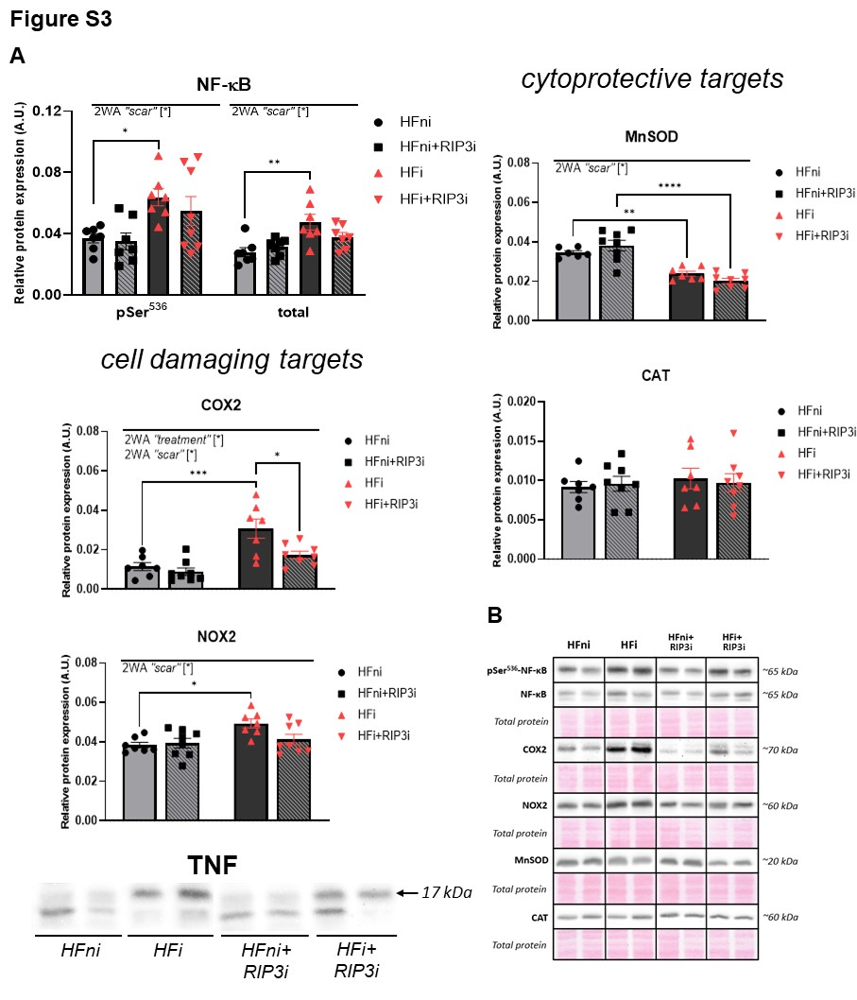 Figure S3
A
NF-κB
2WA "scar" [*]
2WA "scar" [*]
Relative protein expression (A.U.)
0.12
0.08
0.04
0.00
*
**
pSer536
total
HFni
HFni+RIP3i
HFi
HFi+RIP3i
cytoprotective targets
MnSOD
2WA "scar" [*]
Relative protein expression (A.U.)
0.08
0.06
0.04
0.02
0.00
****
**
HFni
HFni+RIP3i
HFi
HFi+RIP3i
cell damaging targets
COX2
2WA "treatment" [*]
2WA "scar" [*]
Relative protein expression (A.U.)
0.08
0.06
0.04
0.02
0.00
***
*
HFni
HFni+RIP3i
HFi
HFi+RIP3i
CAT
Relative protein expression (A.U.)
0.020
0.015
0.010
0.005
0.000
HFni
HFni+RIP3i
HFi
HFi+RIP3i
NOX2
2WA "scar" [*]
Relative protein expression (A.U.)
0.08
0.06
0.04
0.02
0.00
*
HFni
HFni+RIP3i
HFi
HFi+RIP3i
TNF
17 kDa
HFni
HFi
HFni+
RIP3i
HFi+
RIP3i
B
HFni
HFi
HFni+
RIP3i
HFi+
RIP3i
pSer536-NF-κB
~65 kDa
NF-κB
~65 kDa
Total protein
COX2
~70 kDa
Total protein
NOX2
~60 kDa
Total protein
MnSOD
~20 kDa
Total protein
CAT
~60 kDa
Total protein